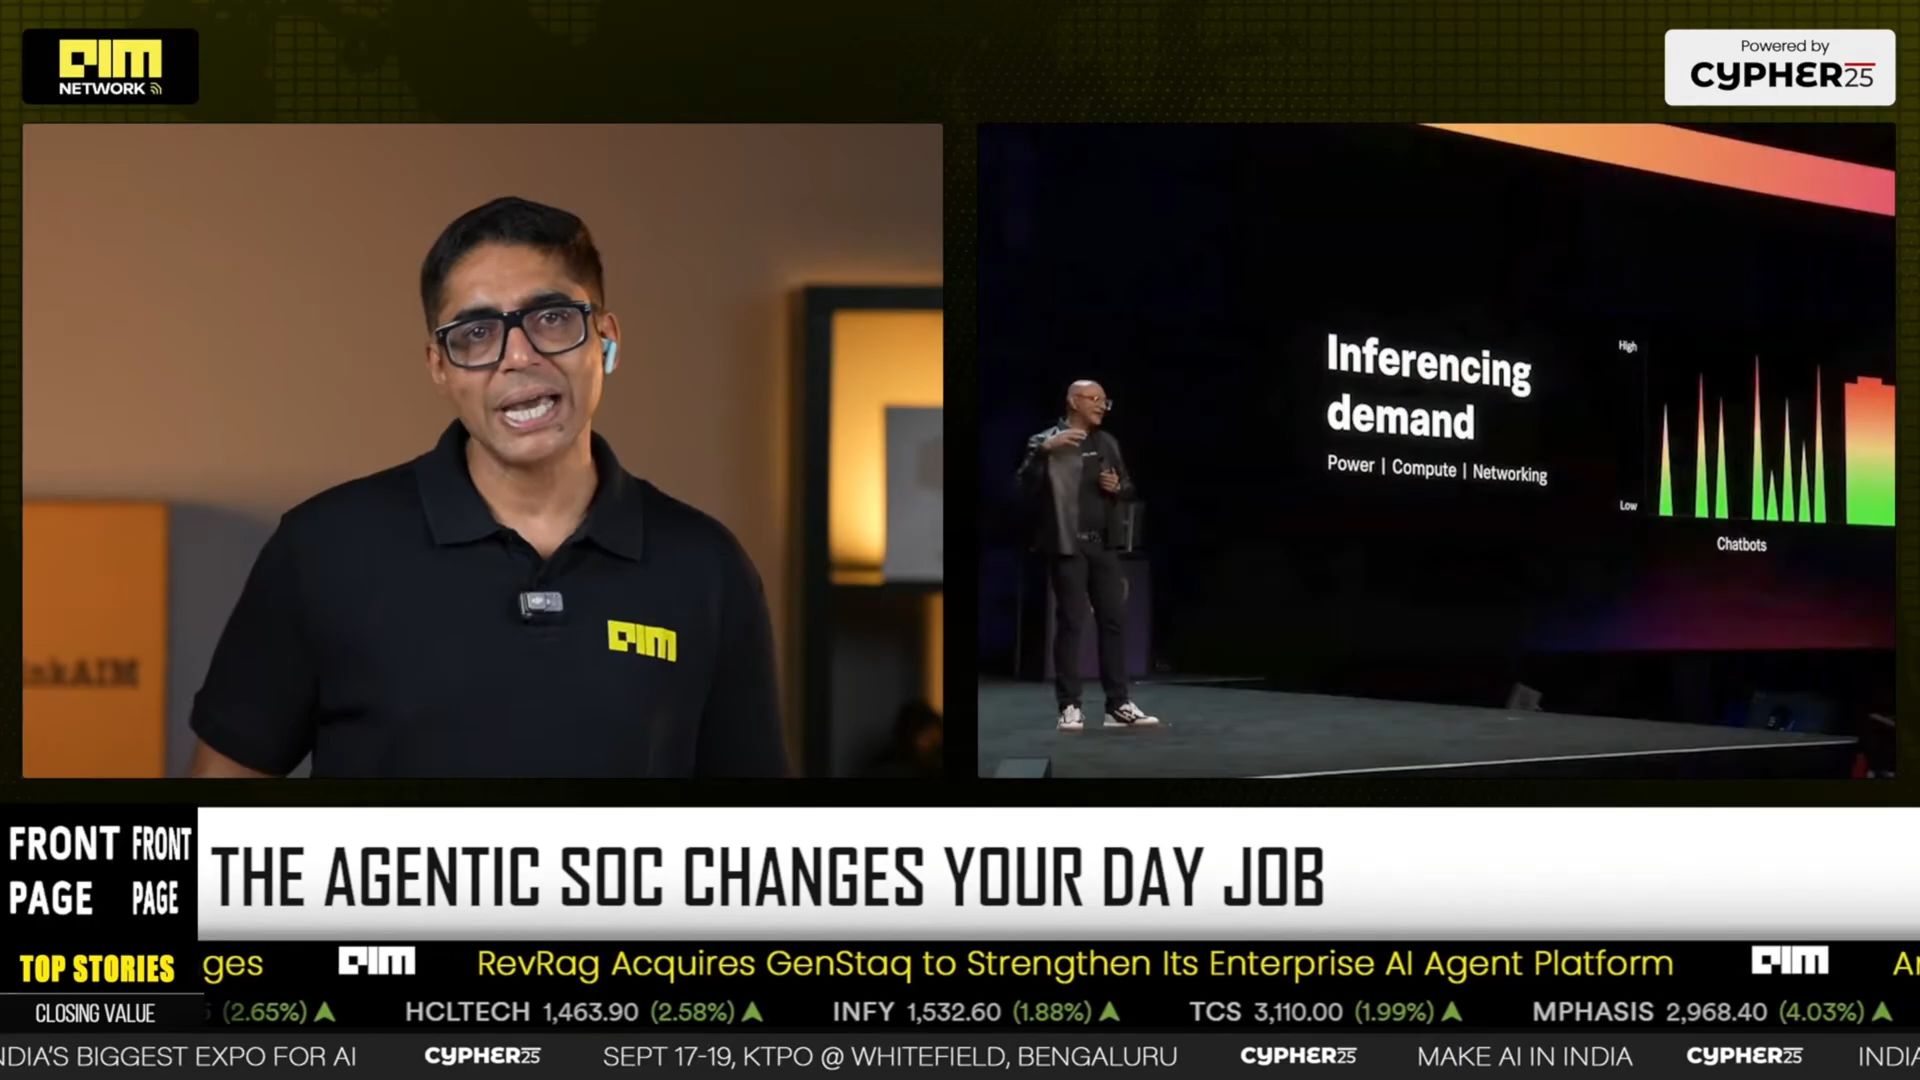 AIM
NETWORK
Powered by
CYPHER 25
nkAIM
AIM
Inferencing
demand
Power | Compute | Networking
High
Low
Chatbots
FRONT PAGE
FRONT PAGE
THE AGENTIC SOC CHANGES YOUR DAY JOB
TOP STORIES
ges AIM RevRag Acquires GenStaq to Strengthen Its Enterprise AI Agent Platform AIM
CLOSING VALUE
(2.65%) ▲ HCLTECH 1,463.90 (2.58%) ▲ INFY 1,532.60 (1.88%) ▲ TCS 3,110.00 (1.99%) ▲ MPHASIS 2,968.40 (4.03%) ▲
NDIA'S BIGGEST EXPO FOR AI CYPHER25 SEPT 17-19, KTPO @ WHITEFIELD, BENGALURU CYPHER25 MAKE AI IN INDIA CYPHER25 INDIA